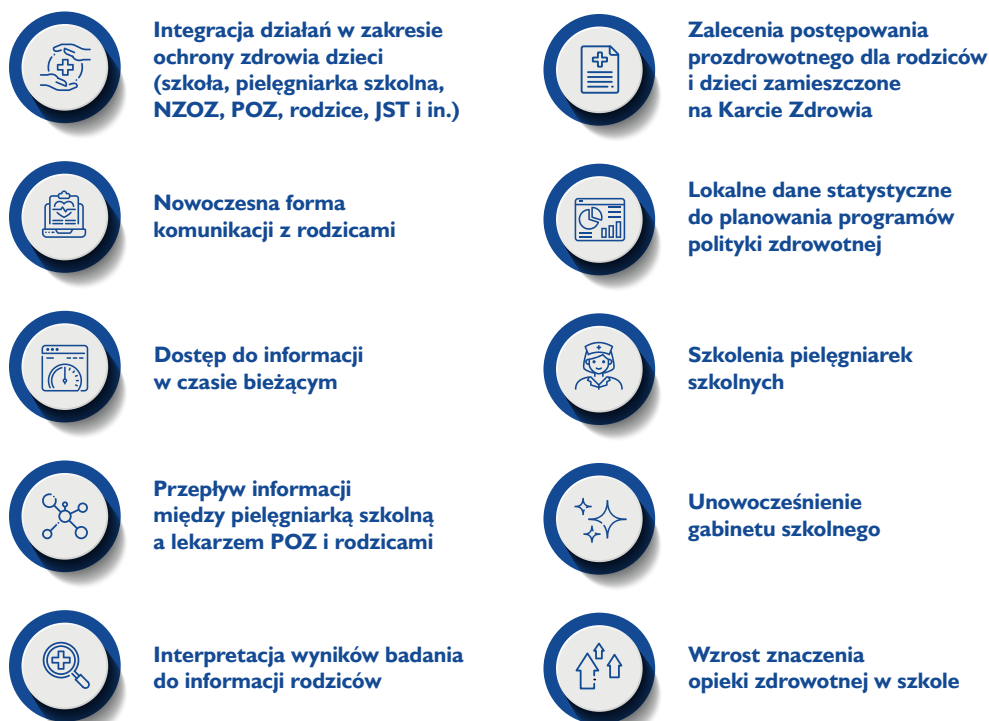 Integracja działań w zakresie
ochrony zdrowia dzieci
(szkoła, pielęgniarka szkolna,
NZOZ, POZ, rodzice, JST i in.)
Nowoczesna forma
komunikacji z rodzicami
Dostęp do informacji
w czasie bieżącym
Przepływ informacji
między pielęgniarką szkolną
a lekarzem POZ i rodzicami
Interpretacja wyników badania
do informacji rodziców
Zalecenia postępowania
prozdrowotnego dla rodziców
i dzieci zamieszczone
na Karcie Zdrowia
Lokalne dane statystyczne
do planowania programów
polityki zdrowotnej
Szkolenia pielęgniarek
szkolnych
Unowocześnienie
gabinetu szkolnego
Wzrost znaczenia
opieki zdrowotnej w szkole